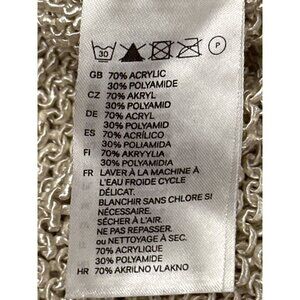 30 P
GB 70% ACRYLIC
30% POLYAMIDE
CZ 70% AKRYL
30% POLYAMID
DE 70% ACRYL
30% POLYAMID
ES 70% ACRÍLICO
30% POLIAMIDA
FI 70% AKRYYLIA
30% POLYAMIDIA
FR LAVER À LA MACHINE À
L'EAU FROIDE CYCLE
DÉLICAT.
BLANCHIR SANS CHLORE SI
NÉCESSAIRE.
SÉCHER À L'AIR.
NE PAS REPASSER.
ou NETTOYAGE À SEC.
70% ACRYLIQUE
30% POLYAMIDE
HR 70% AKRILNO VLAKNO